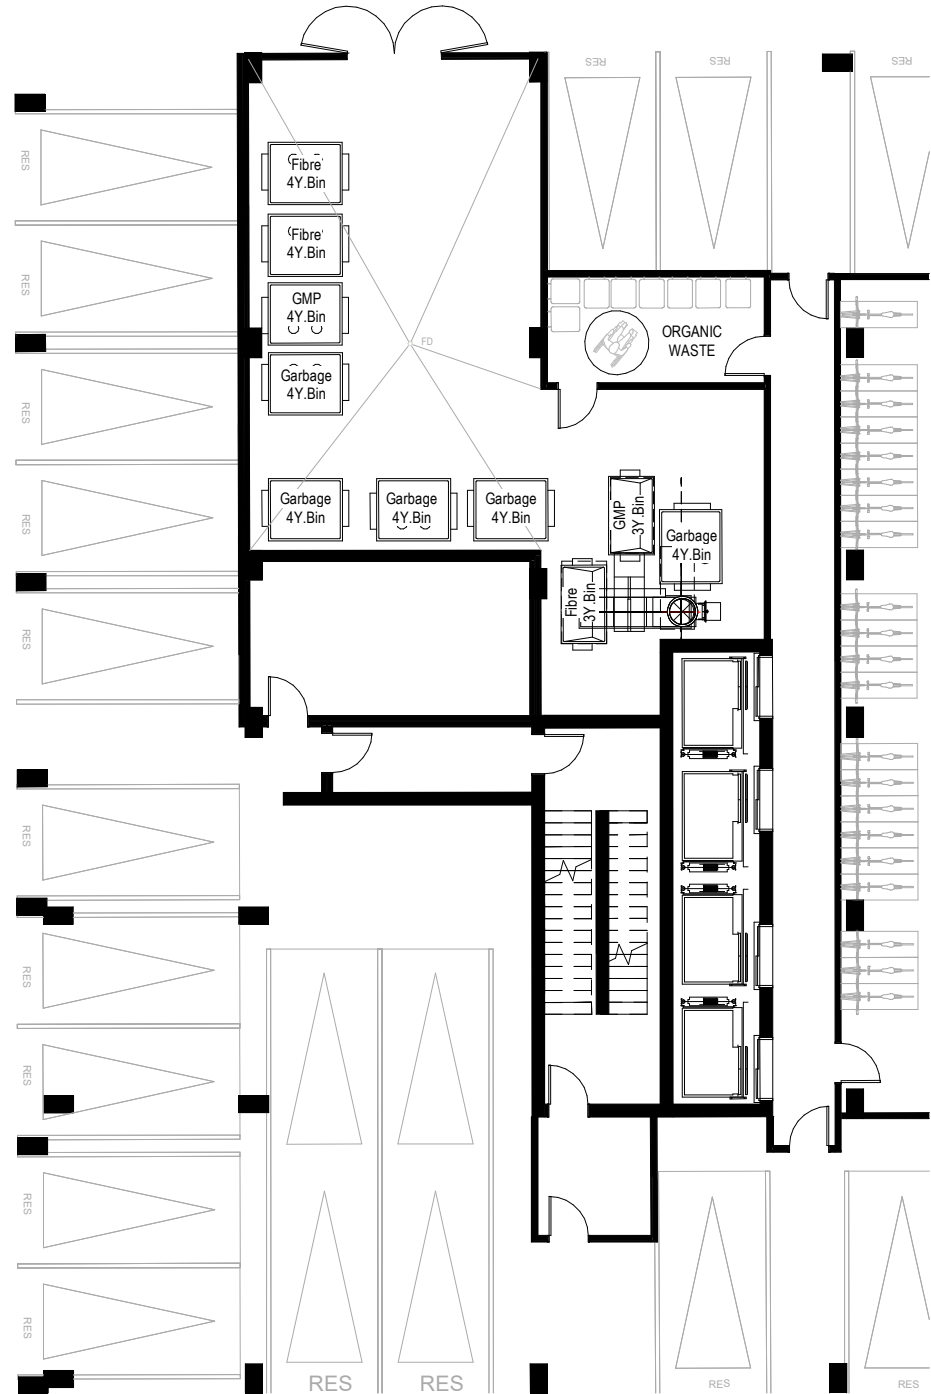 RES
RES
RES
RES
Fibre
4Y.Bin
RES
Fibre
4Y.Bin
RES
GMP
4Y.Bin
FD
ORGANIC
WASTE
Garbage
4Y.Bin
RES
Garbage
4Y.Bin
Garbage
4Y.Bin
Garbage
4Y.Bin
GMP
3Y.Bin
Garbage
4Y.Bin
RES
Fibre
3Y.Bin
RES
RES
RES
RES
RES
RES
RES
RES
RES
RES